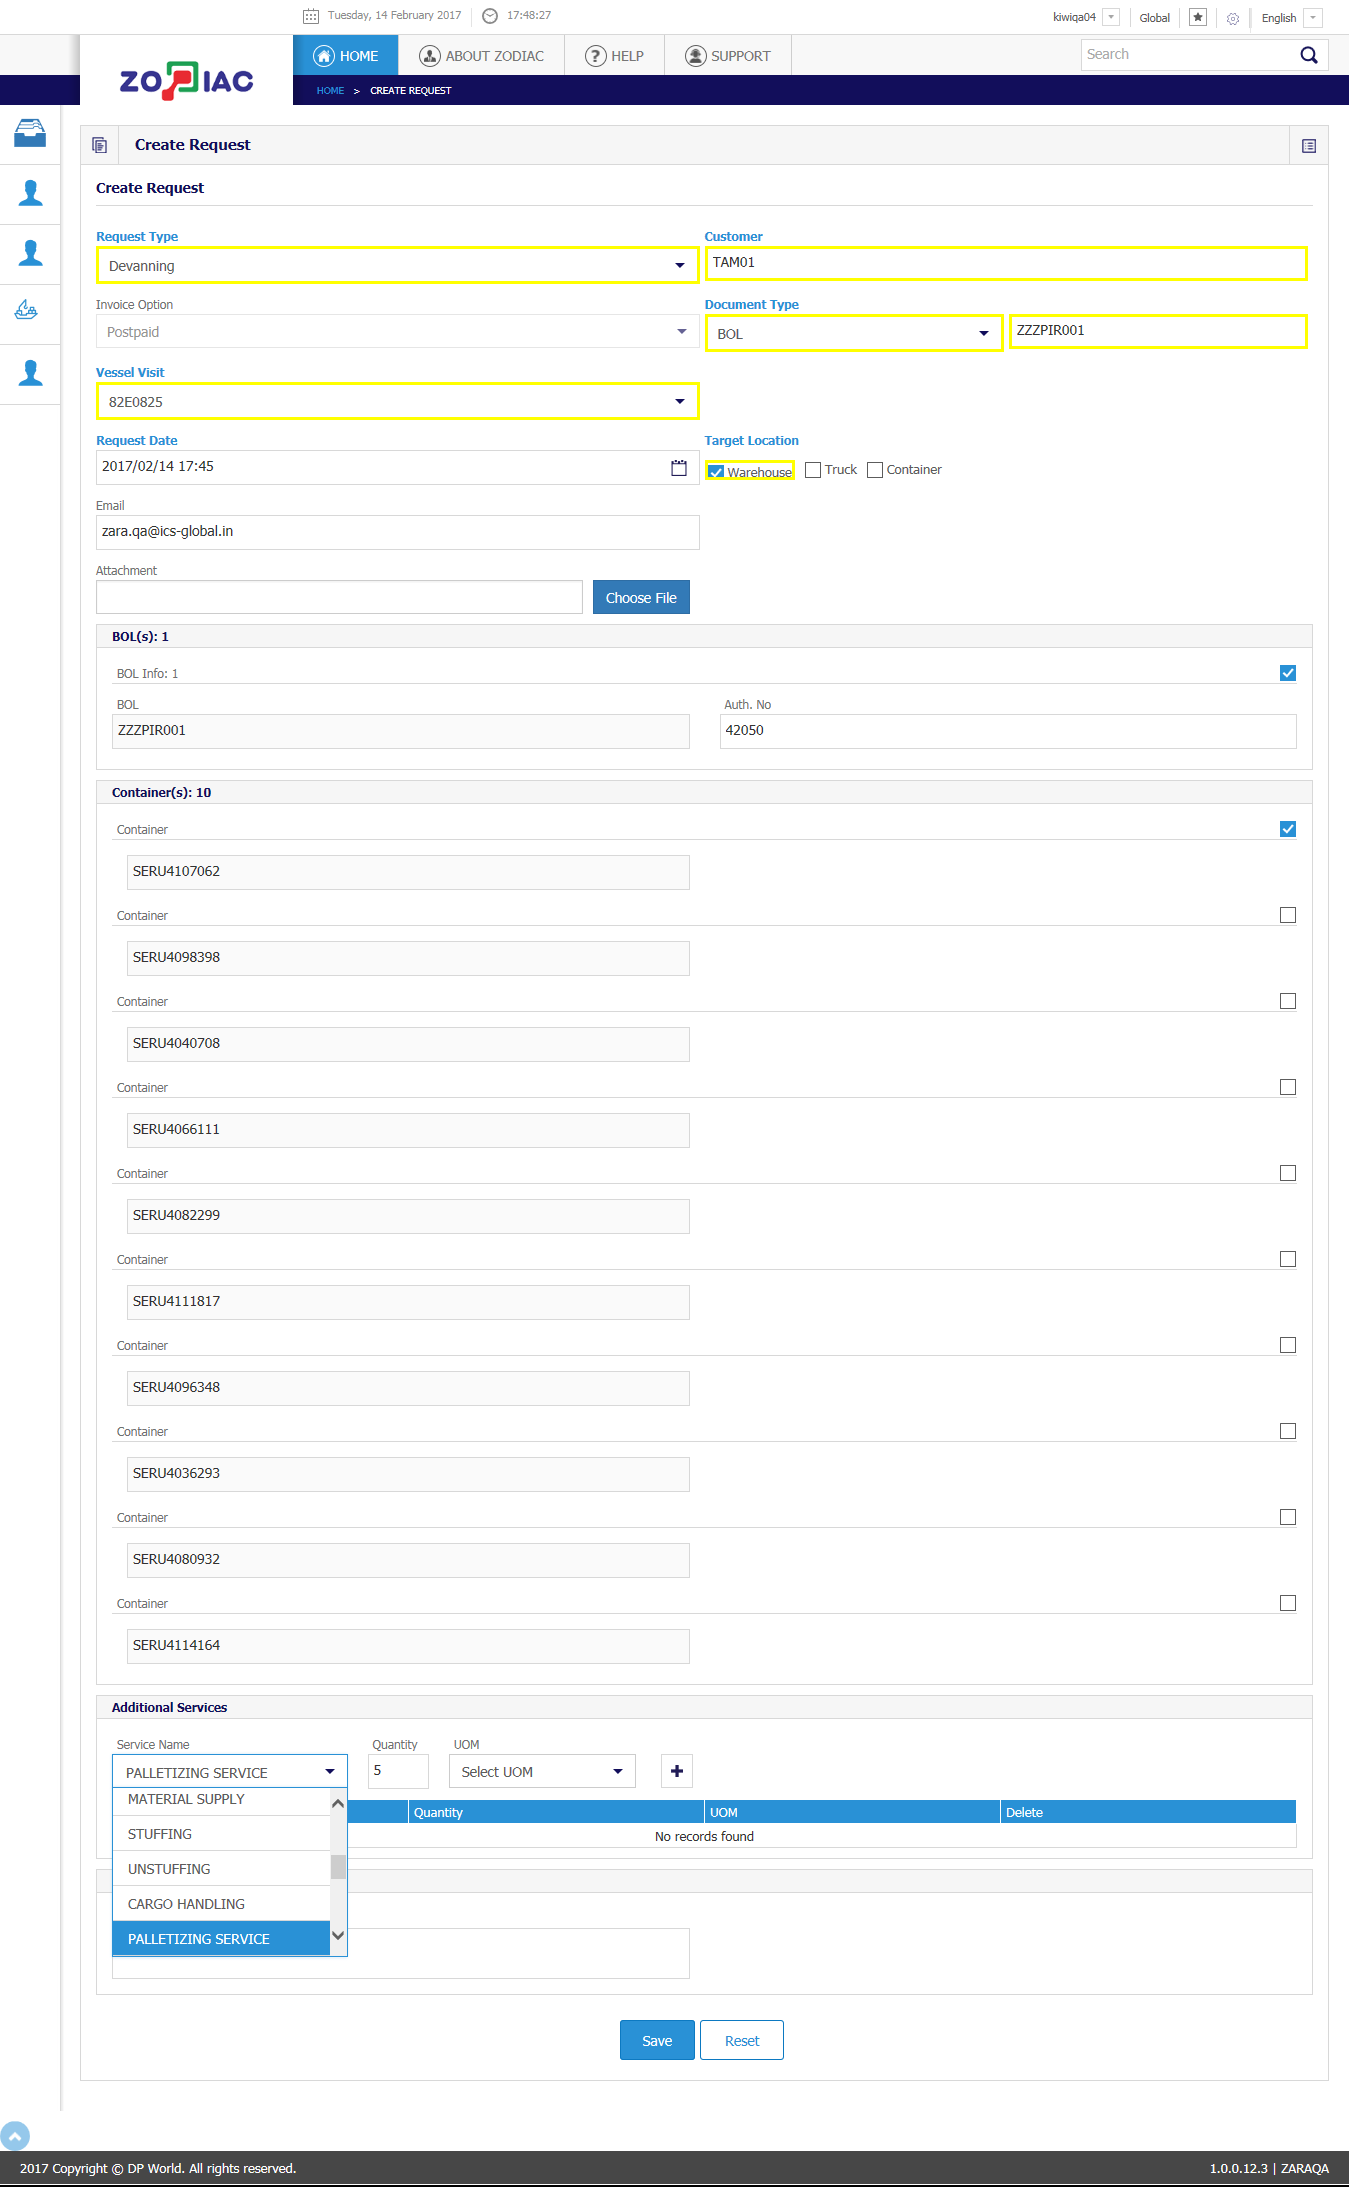 Tuesday, 14 February 2017 17:48:27 kiwiqa04 Global English
ZODIAC HOME ABOUT ZODIAC HELP SUPPORT Search
HOME > CREATE REQUEST
Create Request
Create Request
Request Type Customer
Devanning TAM01
Invoice Option Document Type
Postpaid BOL ZZZPIR001
Vessel Visit
82E0825
Request Date Target Location
2017/02/14 17:45 Warehouse Truck Container
Email
zara.qa@ics-global.in
Attachment
Choose File
BOL(s): 1
BOL Info: 1
BOL Auth. No
ZZZPIR001 42050
Container(s): 10
Container
SERU4107062
Container
SERU4098398
Container
SERU4040708
Container
SERU4066111
Container
SERU4082299
Container
SERU4111817
Container
SERU4096348
Container
SERU4036293
Container
SERU4080932
Container
SERU4114164
Additional Services
Service Name Quantity UOM
PALLETIZING SERVICE 5 Select UOM
MATERIAL SUPPLY
Quantity UOM Delete
STUFFING
No records found
UNSTUFFING
CARGO HANDLING
PALLETIZING SERVICE
Save Reset
2017 Copyright © DP World. All rights reserved. 1.0.0.12.3 | ZARAQA